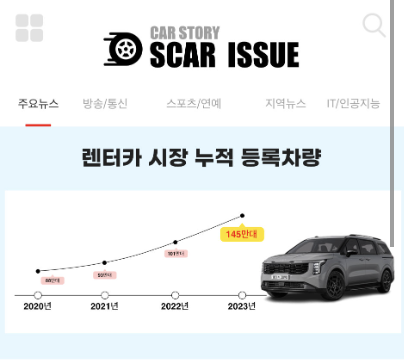 CAR STORY
SCAR ISSUE
주요뉴스 방송/통신 스포츠/연예 지역뉴스 IT/인공지능
렌터카 시장 누적 등록차량
145만대
2020년 2021년 2022년 2023년